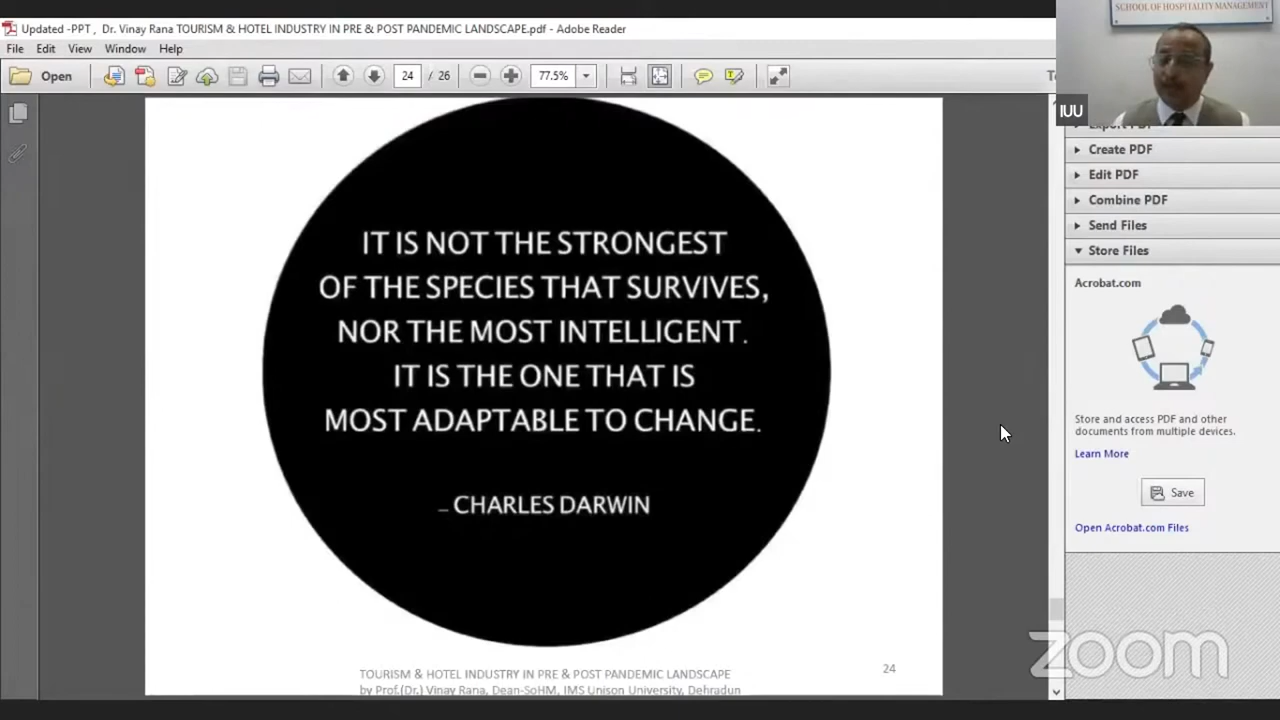 Updated -PPT , Dr. Vinay Rana TOURISM & HOTEL INDUSTRY IN PRE & POST PANDEMIC LANDSCAPE.pdf - Adobe Reader
SCHOOL OF HOSPITALITY MANAGEMENT
File Edit View Window Help
Open 24 / 26 77.5%
IUU
Export PDF
Create PDF
Edit PDF
Combine PDF
Send Files
Store Files
Acrobat.com
Store and access PDF and other
documents from multiple devices.
Learn More
Save
Open Acrobat.com Files
IT IS NOT THE STRONGEST
OF THE SPECIES THAT SURVIVES,
NOR THE MOST INTELLIGENT.
IT IS THE ONE THAT IS
MOST ADAPTABLE TO CHANGE.
– CHARLES DARWIN
TOURISM & HOTEL INDUSTRY IN PRE & POST PANDEMIC LANDSCAPE
by Prof.(Dr.) Vinay Rana, Dean-SoHM, IMS Unison University, Dehradun
24
zoom